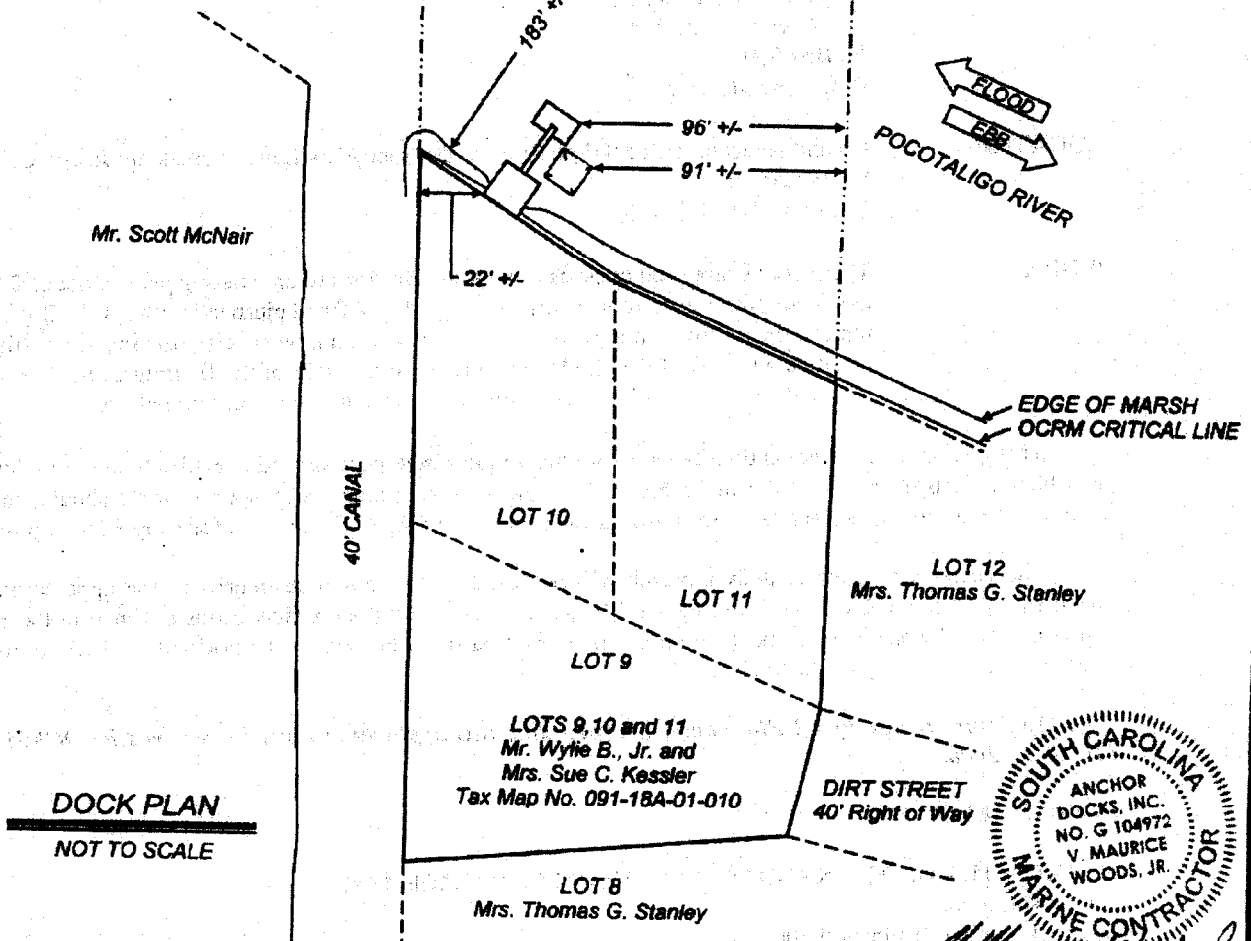 183' +/-
96' +/-
91' +/-
FLOOD
EBB
POCOTALIGO RIVER
Mr. Scott McNair
22' +/-
EDGE OF MARSH
OCRM CRITICAL LINE
40' CANAL
LOT 10
LOT 11
LOT 12
Mrs. Thomas G. Stanley
LOT 9
LOTS 9,10 and 11
Mr. Wylie B., Jr. and
Mrs. Sue C. Kessler
Tax Map No. 091-18A-01-010
DIRT STREET
40' Right of Way
DOCK PLAN
NOT TO SCALE
LOT 8
Mrs. Thomas G. Stanley
SOUTH CAROLINA
ANCHOR
DOCKS, INC.
NO. G 104972
V. MAURICE
WOODS, JR.
MARINE CONTRACTOR